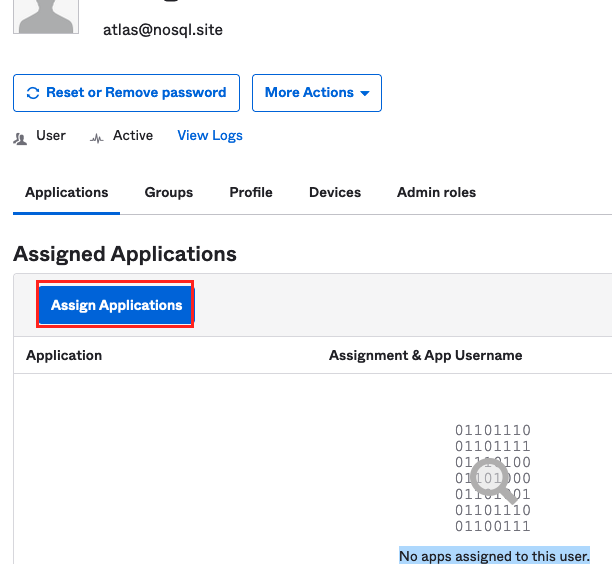 atlas@nosql.site
Reset or Remove password
More Actions
User
Active
View Logs
Applications
Groups
Profile
Devices
Admin roles
Assigned Applications
Assign Applications
Application
Assignment & App Username
01101110
01101111
01110100
01101000
01101001
01101110
01100111
No apps assigned to this user.